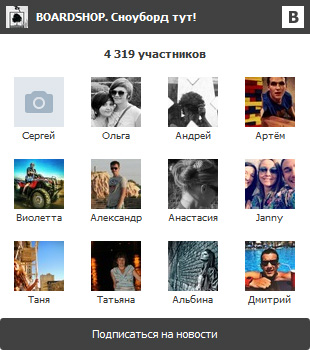 BOARDSHOP. Сноуборд тут!
B
4 319 участников
Сергей Ольга Андрей Артём
Виолетта Александр Анастасия Janny
Таня Татьяна Альбина Дмитрий
Подписаться на новости